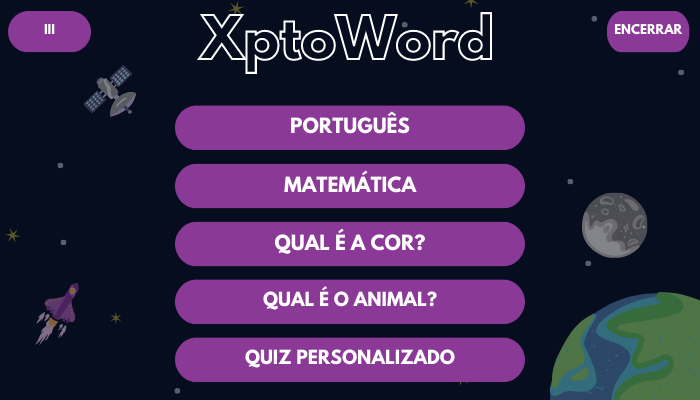 III
XptoWord
ENCERRAR
PORTUGUÊS
MATEMÁTICA
QUAL É A COR?
QUAL É O ANIMAL?
QUIZ PERSONALIZADO